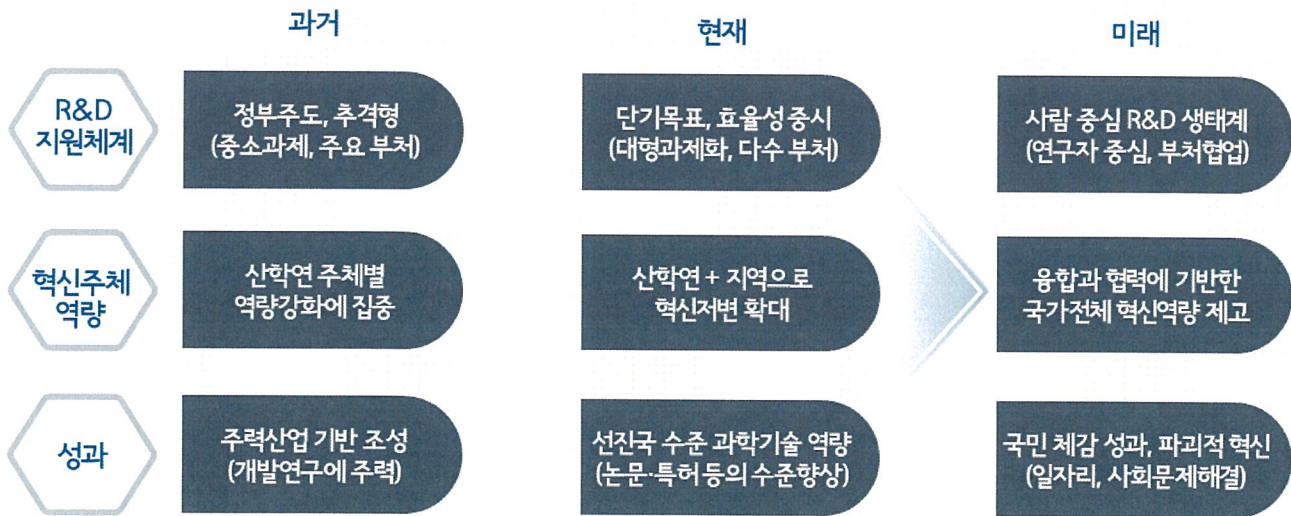 과거
현재
미래
R&D
지원체계
정부주도, 추격형
(중소과제, 주요 부처)
단기목표, 효율성 중시
(대형과제화, 다수 부처)
사람 중심 R&D 생태계
(연구자 중심, 부처협업)
혁신주체
역량
산학연 주체별
역량강화에 집중
산학연 + 지역으로
혁신저변 확대
융합과 협력에 기반한
국가전체 혁신역량 제고
성과
주력산업 기반 조성
(개발연구에 주력)
선진국 수준 과학기술 역량
(논문·특허 등의 수준향상)
국민 체감 성과, 파괴적 혁신
(일자리, 사회문제해결)